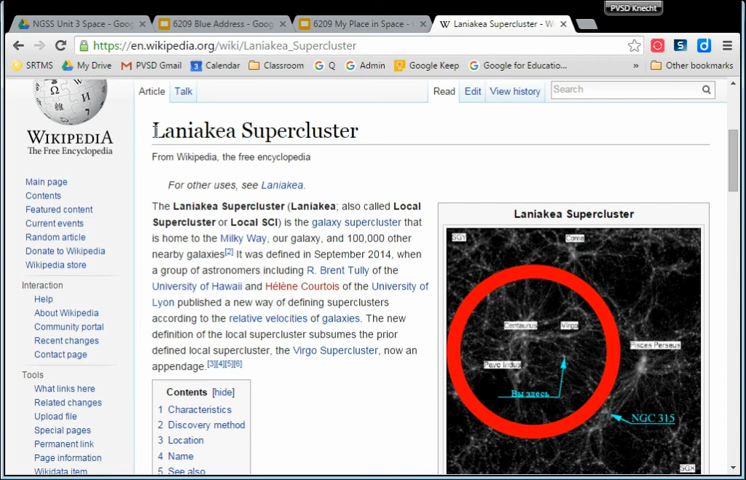 PVSD Knecht
NGSS Unit 3 Space - Goog
6209 Blue Address - Goog
6209 My Place in Space -
Laniakea Supercluster - W
https://en.wikipedia.org/wiki/Laniakea_Supercluster
SRTMS
My Drive
PVSD Gmail
Calendar
Classroom
G Q
Admin
Google Keep
Google for Educatio...
»
Other bookmarks
WIKIPEDIA
The Free Encyclopedia
Main page
Contents
Featured content
Current events
Random article
Donate to Wikipedia
Wikipedia store
Interaction
Help
About Wikipedia
Community portal
Recent changes
Contact page
Tools
What links here
Related changes
Upload file
Special pages
Permanent link
Page information
Wikidata item
Article Talk
Read Edit View history
Search
Laniakea Supercluster
From Wikipedia, the free encyclopedia
For other uses, see Laniakea.
The Laniakea Supercluster (Laniakea; also called Local
Supercluster or Local SCI) is the galaxy supercluster that
is home to the Milky Way, our galaxy, and 100,000 other
nearby galaxies[2] It was defined in September 2014, when
a group of astronomers including R. Brent Tully of the
University of Hawaii and Hélène Courtois of the University of
Lyon published a new way of defining superclusters
according to the relative velocities of galaxies. The new
definition of the local supercluster subsumes the prior
defined local supercluster, the Virgo Supercluster, now an
appendage.[3][4][5][6]
Contents [hide]
1 Characteristics
2 Discovery method
3 Location
4 Name
5 See also
Laniakea Supercluster
SGY
Coma
Centaurus
Virgo
Pisces Perseus
Pavo Indus
Вы здесь
NGC 315
SGX